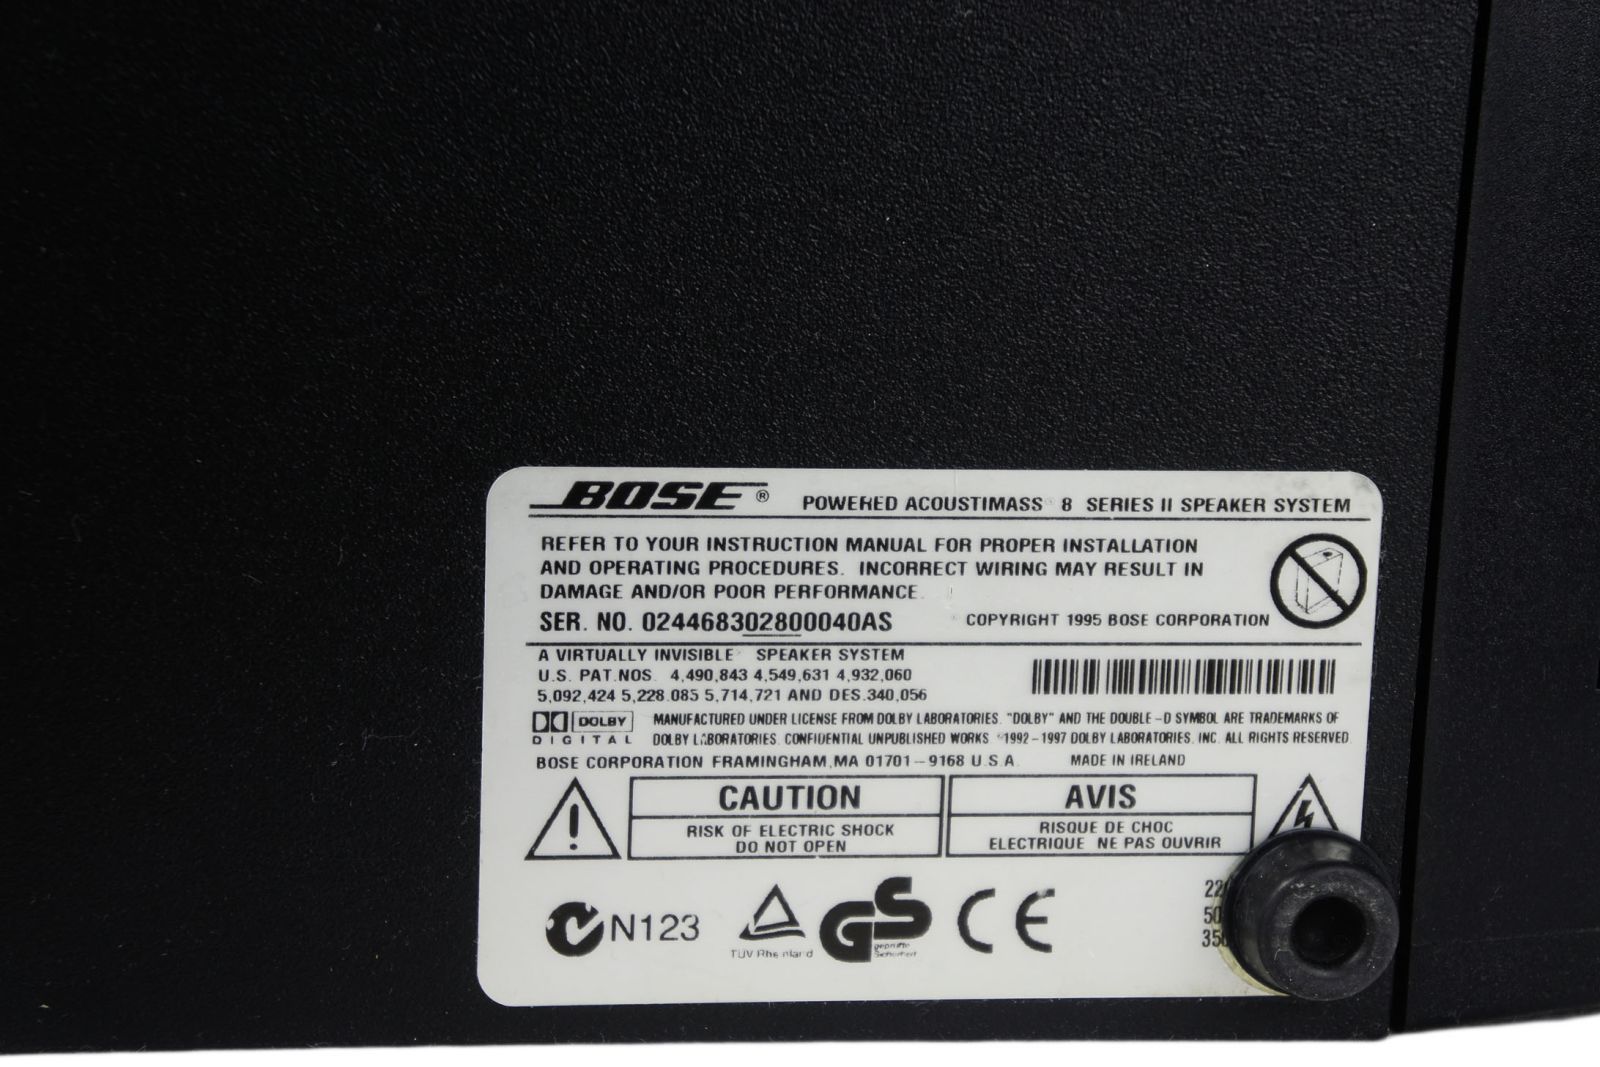 BOSE® POWERED ACOUSTIMASS® 8 SERIES II SPEAKER SYSTEM
REFER TO YOUR INSTRUCTION MANUAL FOR PROPER INSTALLATION
AND OPERATING PROCEDURES. INCORRECT WIRING MAY RESULT IN
DAMAGE AND/OR POOR PERFORMANCE.
SER. NO. 024468302800040AS COPYRIGHT 1995 BOSE CORPORATION
A VIRTUALLY INVISIBLE® SPEAKER SYSTEM
U.S. PAT.NOS. 4,490,843 4,549,631 4,932,060
5,092,424 5,228.085 5,714,721 AND DES.340,056
DOLBY
DIGITAL
MANUFACTURED UNDER LICENSE FROM DOLBY LABORATORIES. "DOLBY" AND THE DOUBLE-D SYMBOL ARE TRADEMARKS OF
DOLBY LABORATORIES. CONFIDENTIAL UNPUBLISHED WORKS ©1992-1997 DOLBY LABORATORIES, INC. ALL RIGHTS RESERVED.
BOSE CORPORATION FRAMINGHAM,MA 01701-9168 U.S.A. MADE IN IRELAND
CAUTION
RISK OF ELECTRIC SHOCK
DO NOT OPEN
AVIS
RISQUE DE CHOC
ELECTRIQUE NE PAS OUVRIR
N123
TÜV Rheinland
GS
geprüfte
Sicherheit
CE